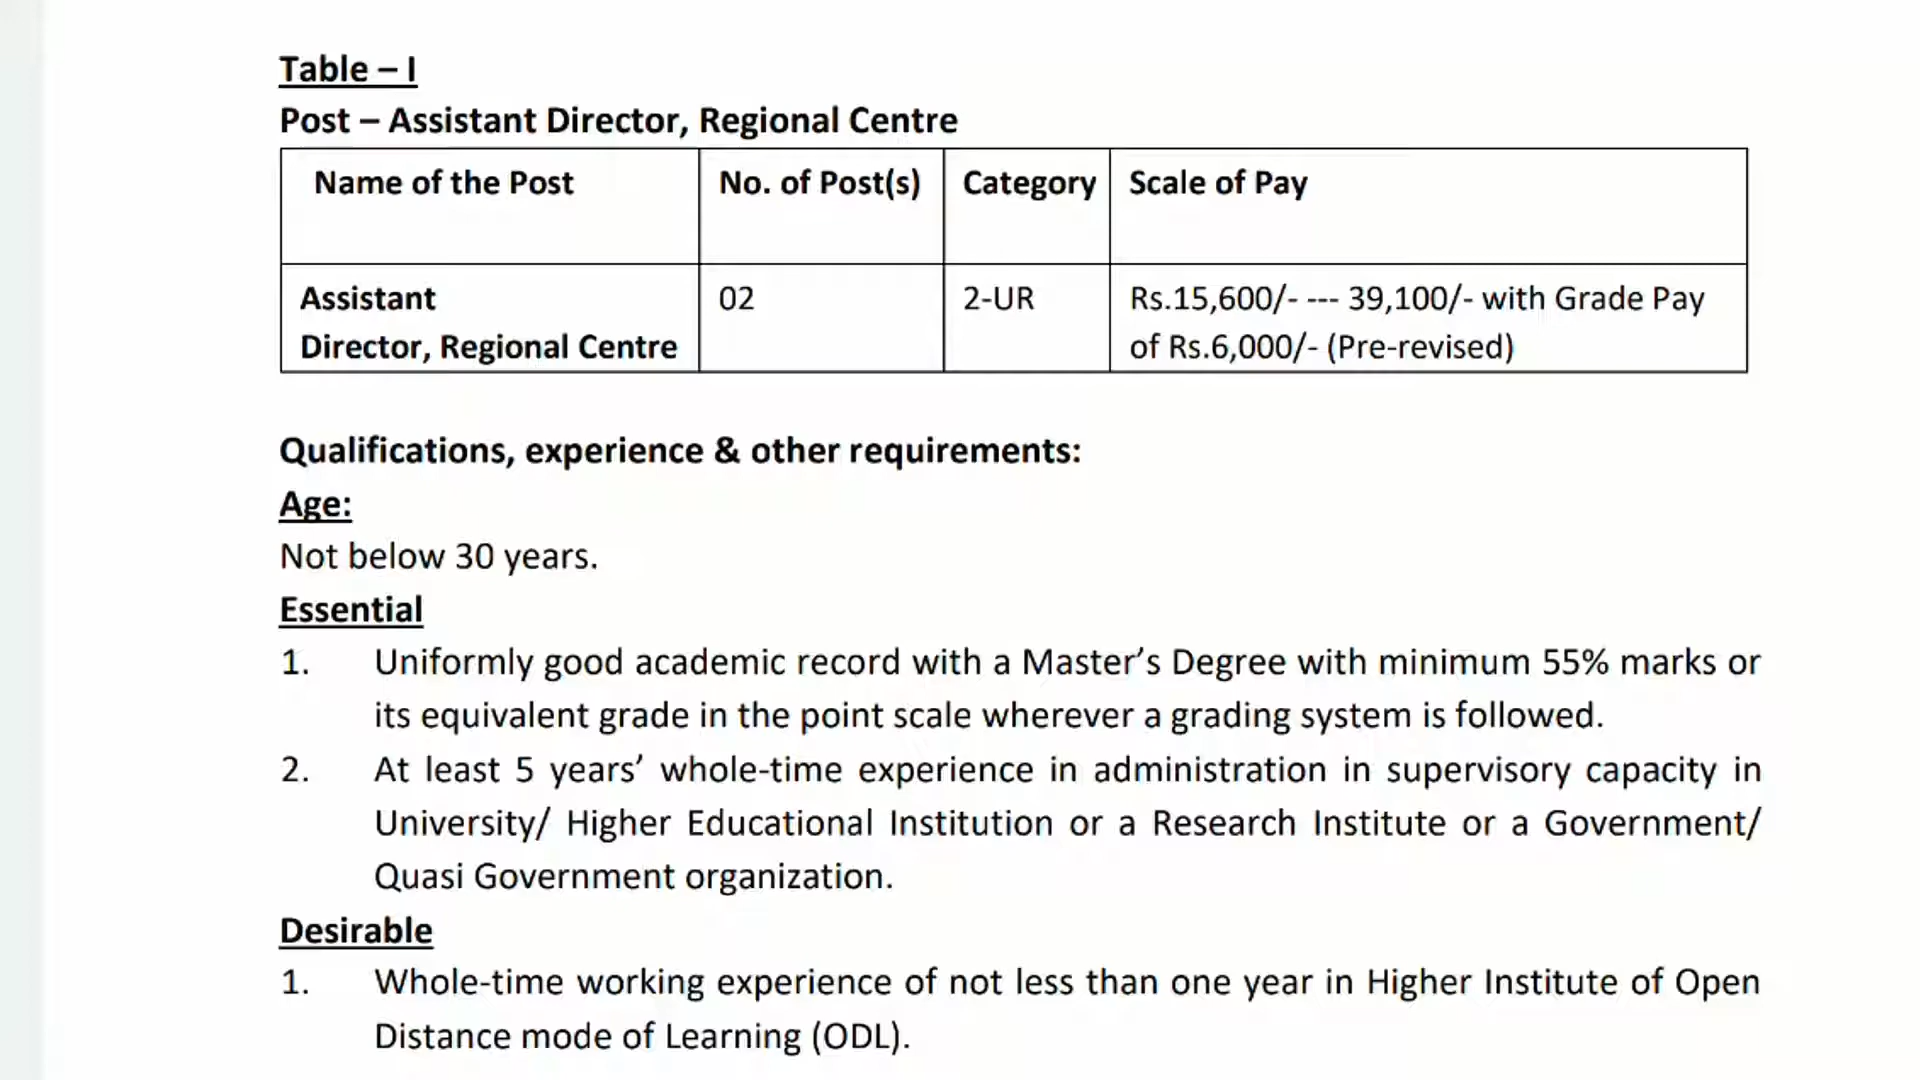 Table – I
Post – Assistant Director, Regional Centre
Name of the Post No. of Post(s) Category Scale of Pay
Assistant 02 2-UR Rs.15,600/- --- 39,100/- with Grade Pay
Director, Regional Centre of Rs.6,000/- (Pre-revised)
Qualifications, experience & other requirements:
Age:
Not below 30 years.
Essential
1. Uniformly good academic record with a Master’s Degree with minimum 55% marks or
its equivalent grade in the point scale wherever a grading system is followed.
2. At least 5 years’ whole-time experience in administration in supervisory capacity in
University/ Higher Educational Institution or a Research Institute or a Government/
Quasi Government organization.
Desirable
1. Whole-time working experience of not less than one year in Higher Institute of Open
Distance mode of Learning (ODL).